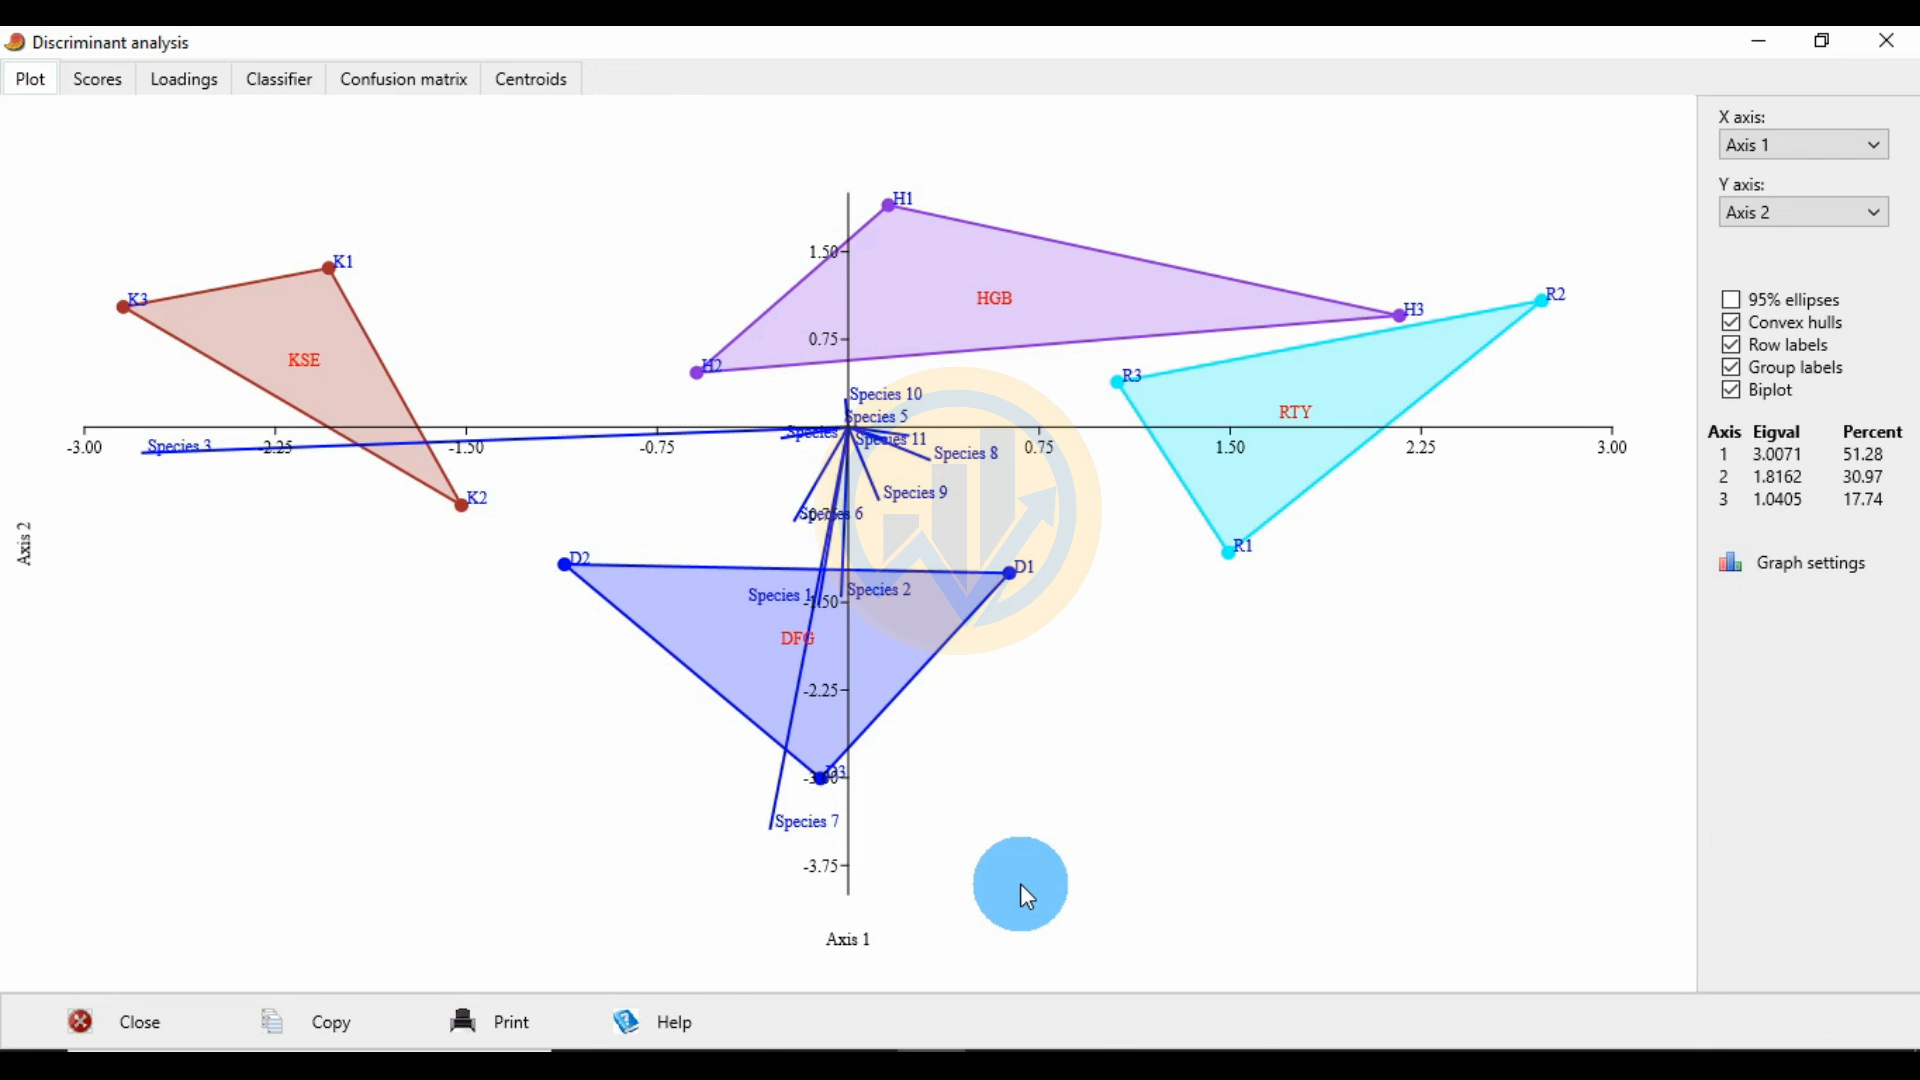 Discriminant analysis
Plot Scores Loadings Classifier Confusion matrix Centroids
X axis:
Axis 1
Y axis:
Axis 2
95% ellipses
Convex hulls
Row labels
Group labels
Biplot
Axis Eigval Percent
1 3.0071 51.28
2 1.8162 30.97
3 1.0405 17.74
Graph settings
H1
1.50
K1
K3
HGB
R2
H3
0.75
KSE
H2
R3
Species 10
RTY
Species 5
Species
Species 11
Species 3
-3.00 -2.25 -1.50 -0.75 0.75 1.50 2.25 3.00
Species 8
K2
Species 9
Species 6
Axis 2
R1
D2
D1
Species 1
-1.50
Species 2
DFG
-2.25
D3
Species 7
-3.75
Axis 1
Close Copy Print Help